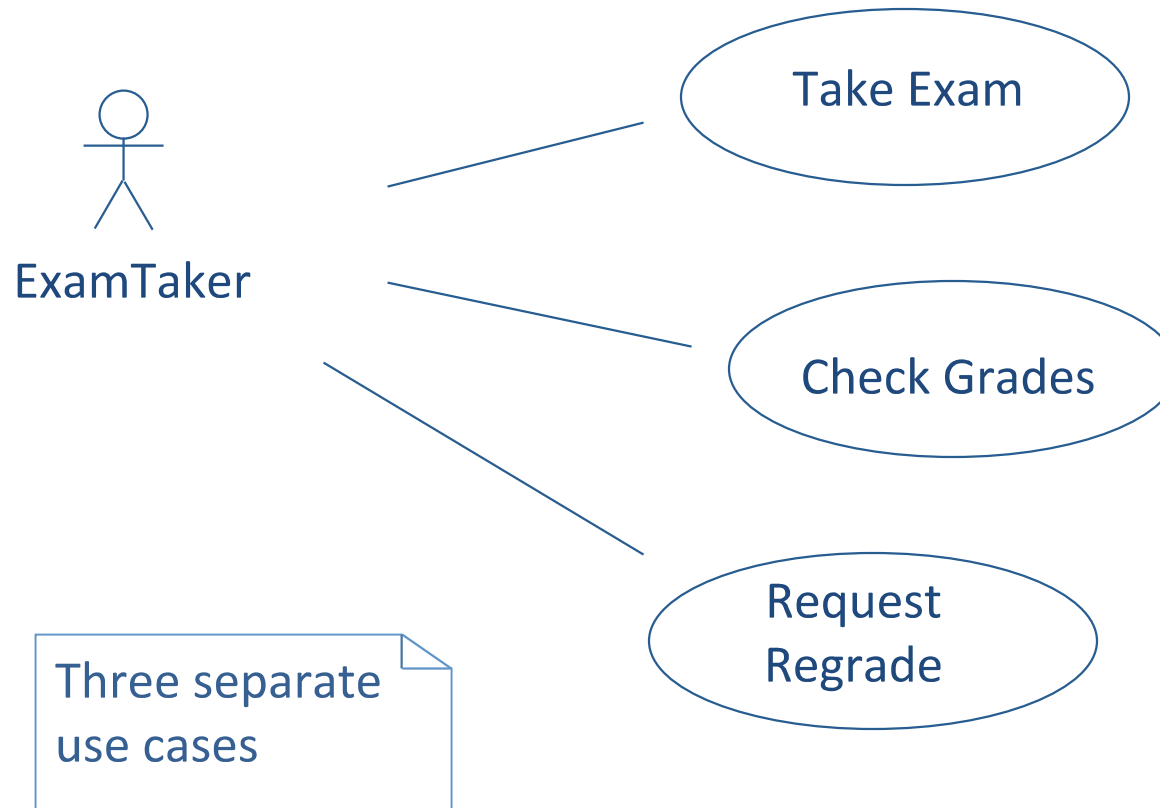 Take Exam
ExamTaker
Check Grades
Request
Regrade
Three separate
use cases